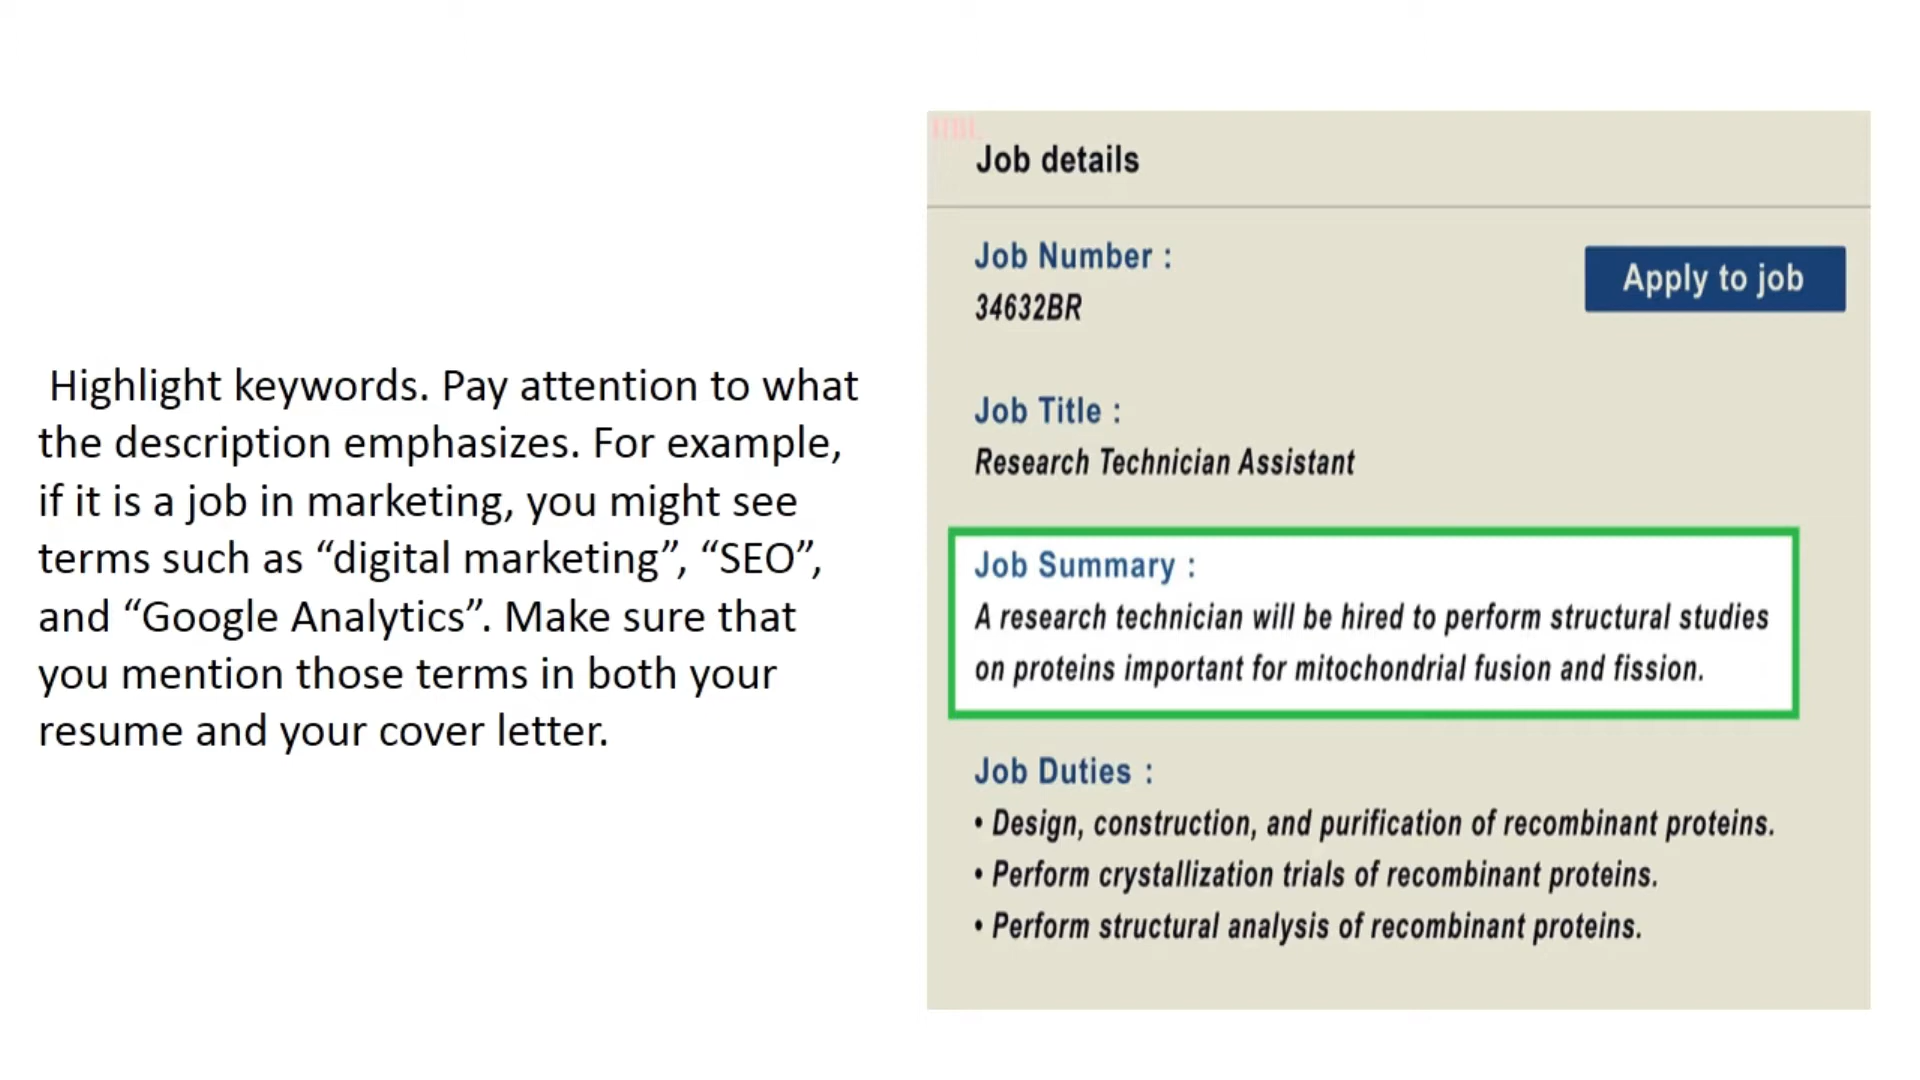 Highlight keywords. Pay attention to what
the description emphasizes. For example,
if it is a job in marketing, you might see
terms such as “digital marketing”, “SEO”,
and “Google Analytics”. Make sure that
you mention those terms in both your
resume and your cover letter.
Job details
Job Number :
34632BR
Apply to job
Job Title :
Research Technician Assistant
Job Summary :
A research technician will be hired to perform structural studies
on proteins important for mitochondrial fusion and fission.
Job Duties :
• Design, construction, and purification of recombinant proteins.
• Perform crystallization trials of recombinant proteins.
• Perform structural analysis of recombinant proteins.